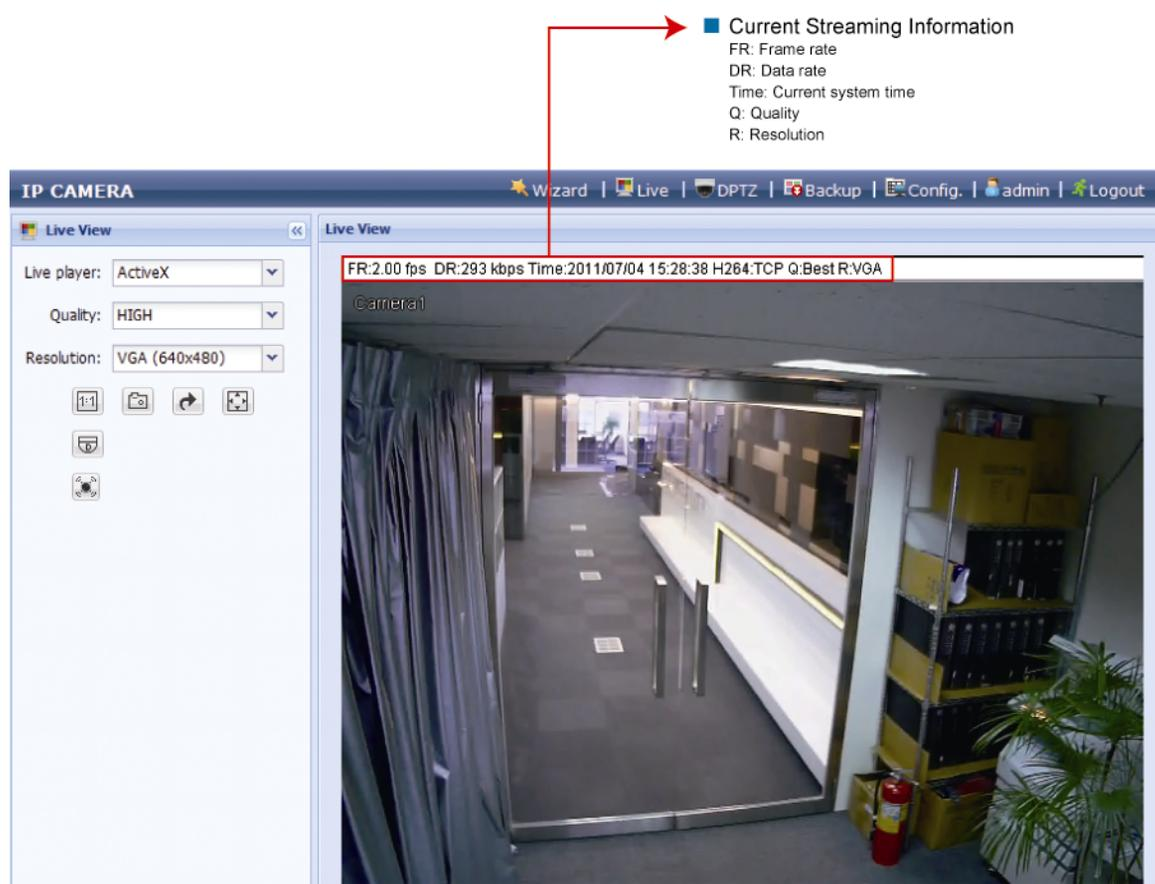 Current Streaming Information
FR: Frame rate
DR: Data rate
Time: Current system time
Q: Quality
R: Resolution
IP CAMERA
Wizard | Live | DPTZ | Backup | Config. | admin | Logout
Live View
Live View
Live player: ActiveX
Quality: HIGH
Resolution: VGA (640x480)
1:1
FR:2.00 fps DR:293 kbps Time:2011/07/04 15:28:38 H264:TCP Q:Best R:VGA
Camera1